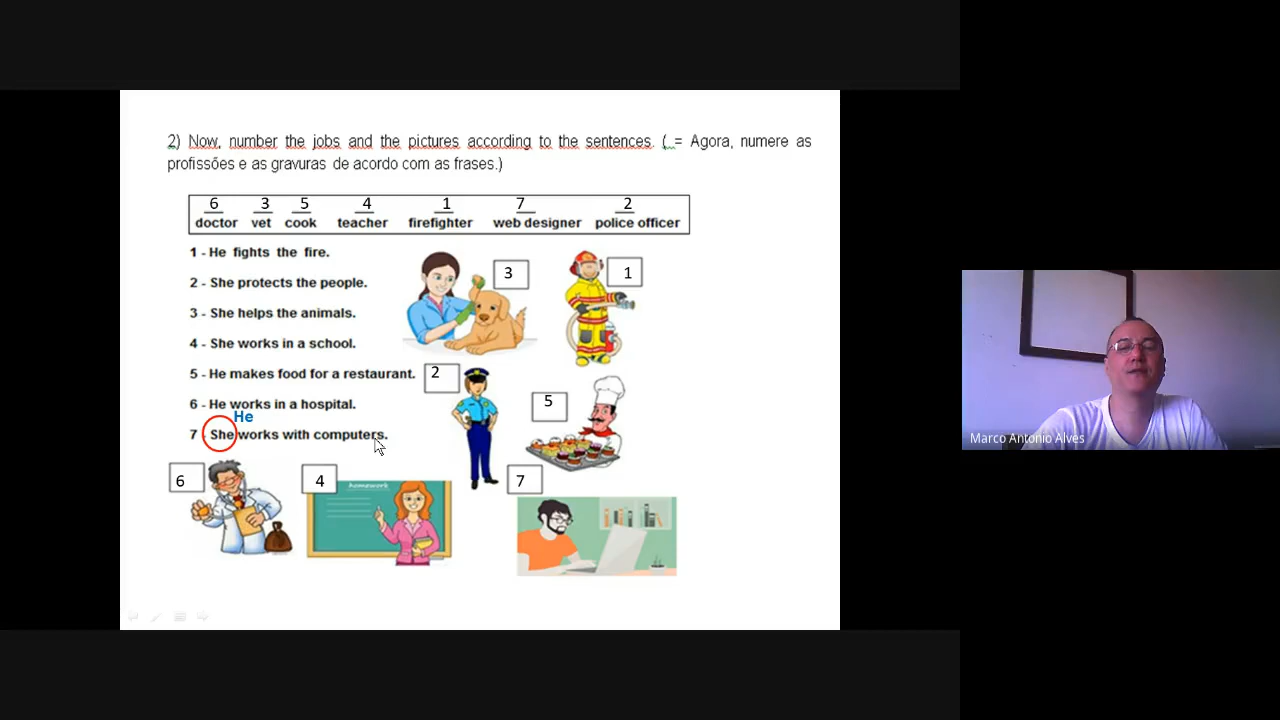 2) Now, number the jobs and the pictures according to the sentences. ( = Agora, numere as
profissões e as gravuras de acordo com as frases.)
6 3 5 4 1 7 2
doctor vet cook teacher firefighter web designer police officer
1 - He fights the fire.
3
1
2 - She protects the people.
3 - She helps the animals.
4 - She works in a school.
5 - He makes food for a restaurant.
2
5
6 - He works in a hospital.
He
7 - She works with computers.
6
4
7
homework
Marco Antonio Alves